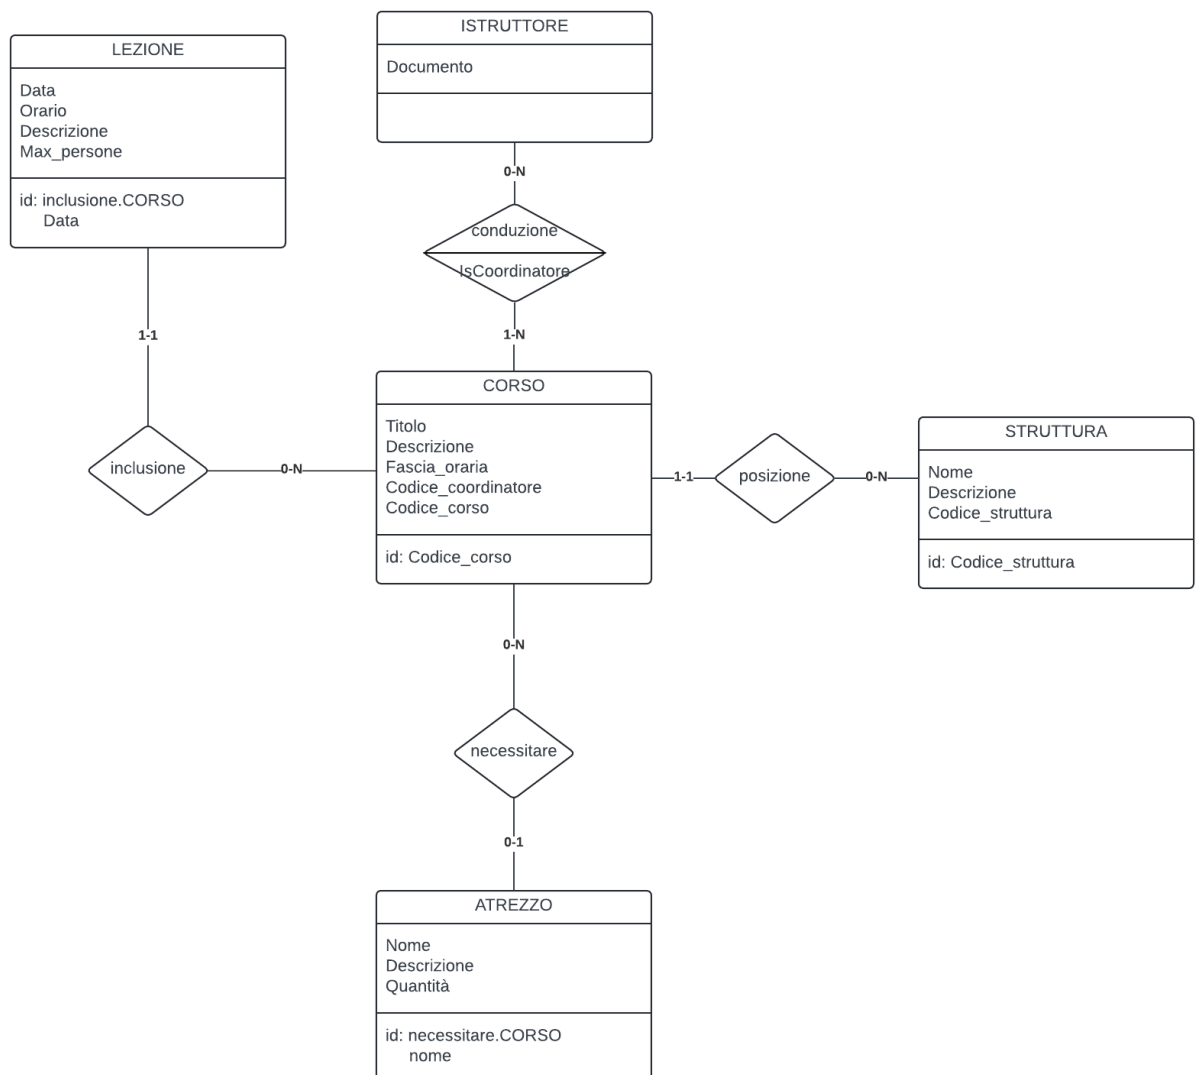 ISTRUTTORE
Documento
LEZIONE
Data
Orario
Descrizione
Max_persone
id: inclusione.CORSO
Data
0-N
conduzione
IsCoordinatore
1-1
1-N
CORSO
Titolo
Descrizione
Fascia_oraria
Codice_coordinatore
Codice_corso
id: Codice_corso
inclusione
0-N
1-1
posizione
0-N
STRUTTURA
Nome
Descrizione
Codice_struttura
id: Codice_struttura
0-N
necessitare
0-1
ATREZZO
Nome
Descrizione
Quantità
id: necessitare.CORSO
nome